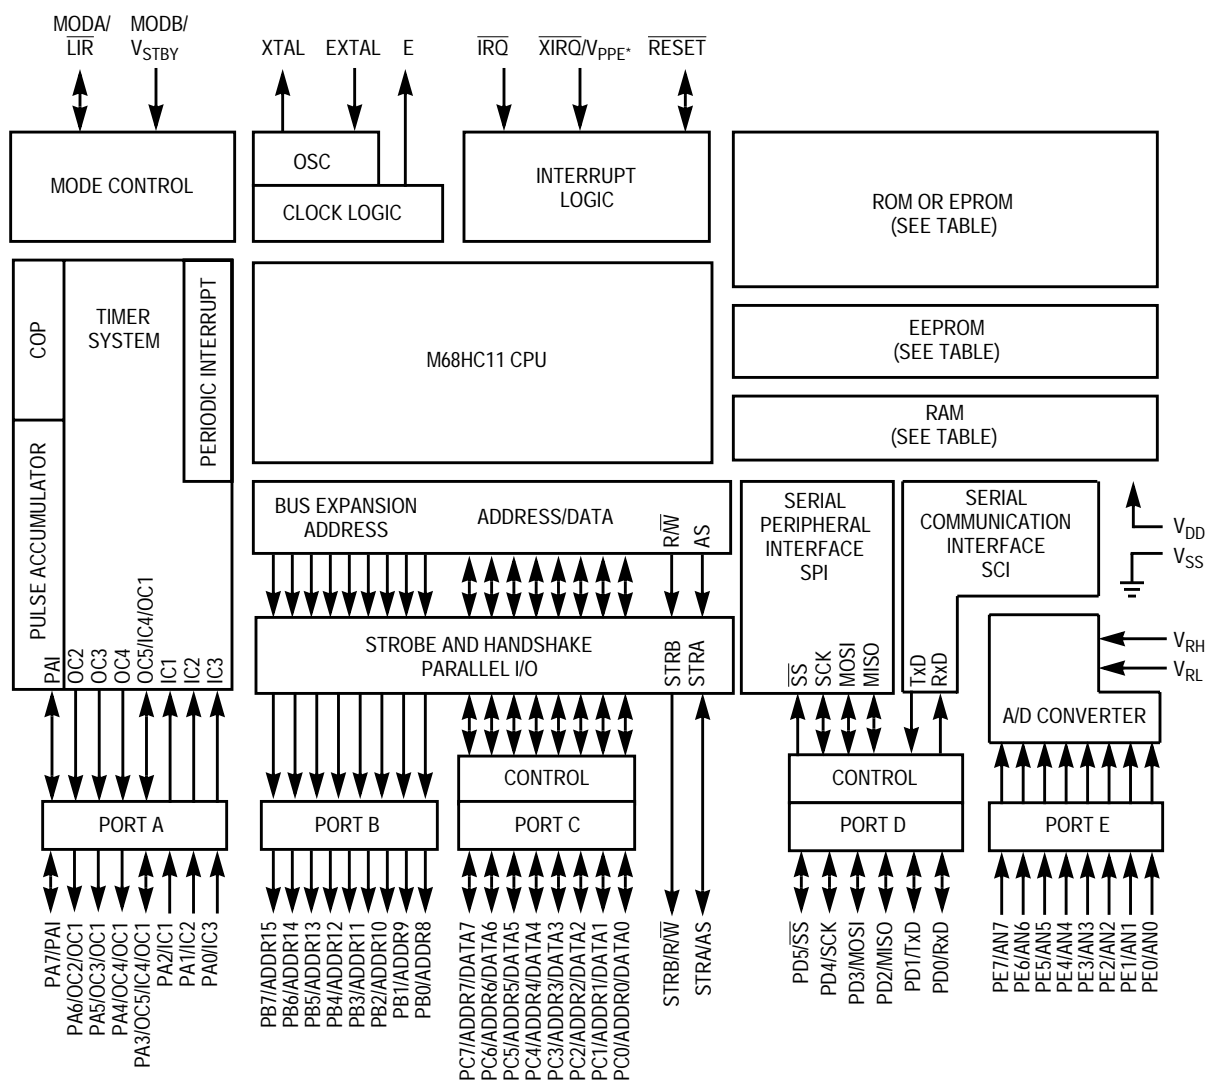 MODA/
LIR
MODB/
VSTBY
XTAL
EXTAL
E
IRQ
XIRQ/VPPE*
RESET
MODE CONTROL
OSC
CLOCK LOGIC
INTERRUPT
LOGIC
ROM OR EPROM
(SEE TABLE)
COP
TIMER
SYSTEM
PERIODIC INTERRUPT
M68HC11 CPU
EEPROM
(SEE TABLE)
RAM
(SEE TABLE)
PULSE ACCUMULATOR
BUS EXPANSION
ADDRESS
ADDRESS/DATA
R/W
AS
SERIAL
PERIPHERAL
INTERFACE
SPI
SERIAL
COMMUNICATION
INTERFACE
SCI
VDD
VSS
PAI
OC2
OC3
OC4
OC5/IC4/OC1
IC1
IC2
IC3
STROBE AND HANDSHAKE
PARALLEL I/O
STRB
STRA
SS
SCK
MOSI
MISO
TxD
RxD
VRH
VRL
A/D CONVERTER
CONTROL
CONTROL
PORT A
PORT B
PORT C
PORT D
PORT E
PA7/PAI
PA6/OC2/OC1
PA5/OC3/OC1
PA4/OC4/OC1
PA3/OC5/IC4/OC1
PA2/IC1
PA1/IC2
PA0/IC3
PB7/ADDR15
PB6/ADDR14
PB5/ADDR13
PB4/ADDR12
PB3/ADDR11
PB2/ADDR10
PB1/ADDR9
PB0/ADDR8
PC7/ADDR7/DATA7
PC6/ADDR6/DATA6
PC5/ADDR5/DATA5
PC4/ADDR4/DATA4
PC3/ADDR3/DATA3
PC2/ADDR2/DATA2
PC1/ADDR1/DATA1
PC0/ADDR0/DATA0
STRB/R/W
STRA/AS
PD5/SS
PD4/SCK
PD3/MOSI
PD2/MISO
PD1/TxD
PD0/RxD
PE7/AN7
PE6/AN6
PE5/AN5
PE4/AN4
PE3/AN3
PE2/AN2
PE1/AN1
PE0/AN0